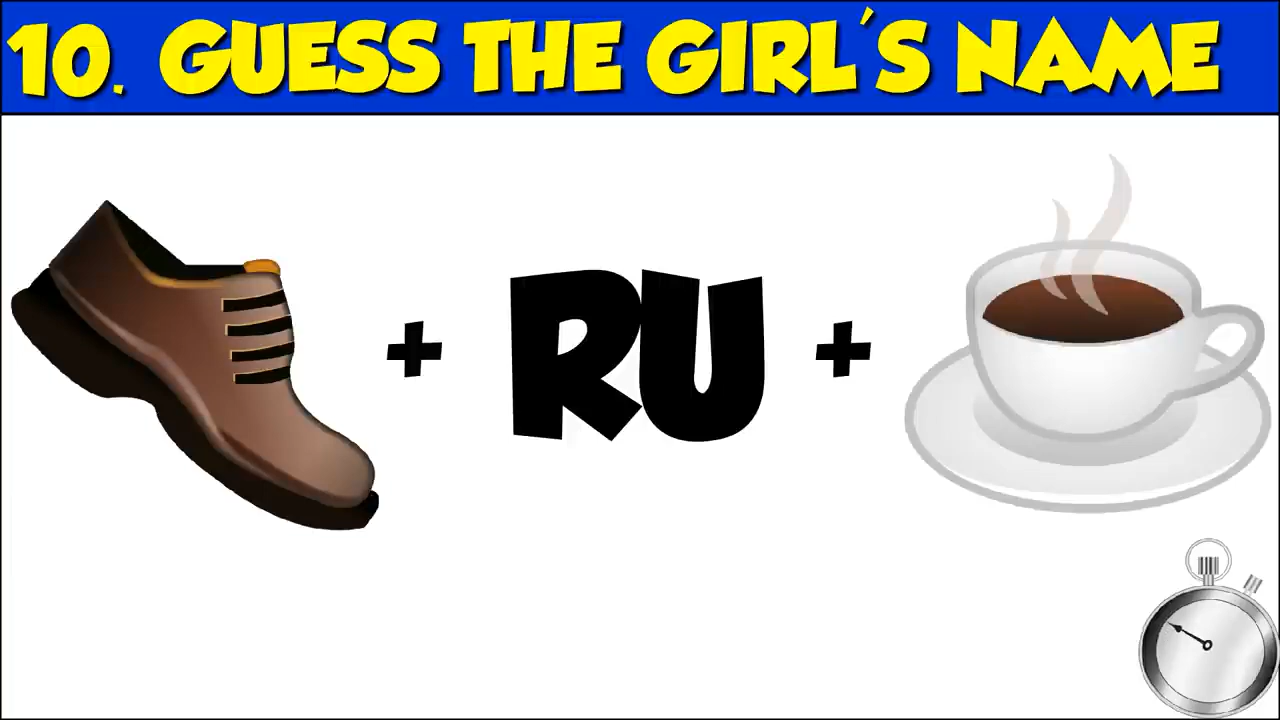 10. GUESS THE GIRL'S NAME
+ RU +